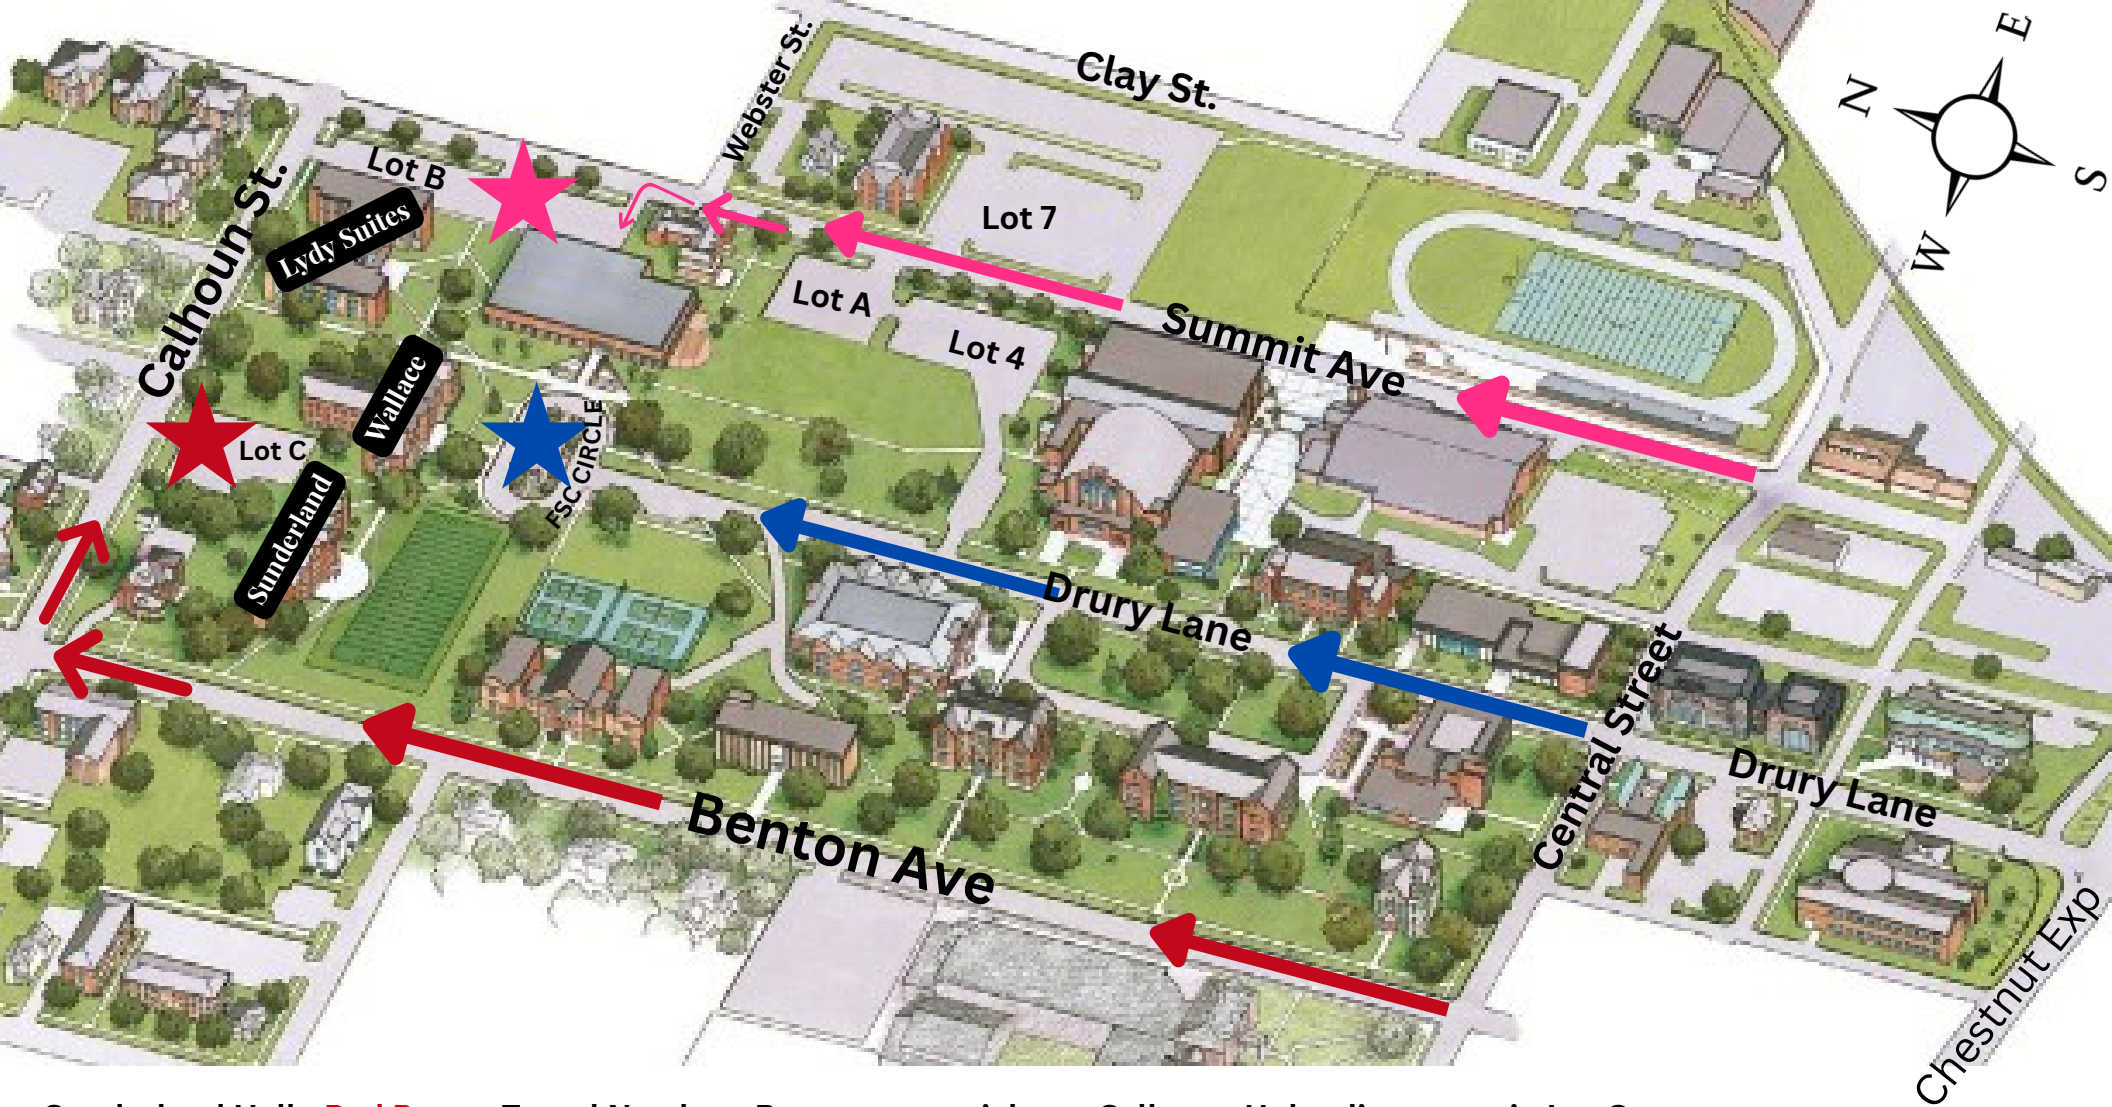 Clay St.
Webster St.
E
N
S
W
Lot B
Calhoun St.
Lydy Suites
Lot 7
Lot A
Lot 4
Summit Ave
Wallace
FSC CIRCLE
Lot C
Sunderland
Drury Lane
Central Street
Drury Lane
Benton Ave
Chestnut Exp